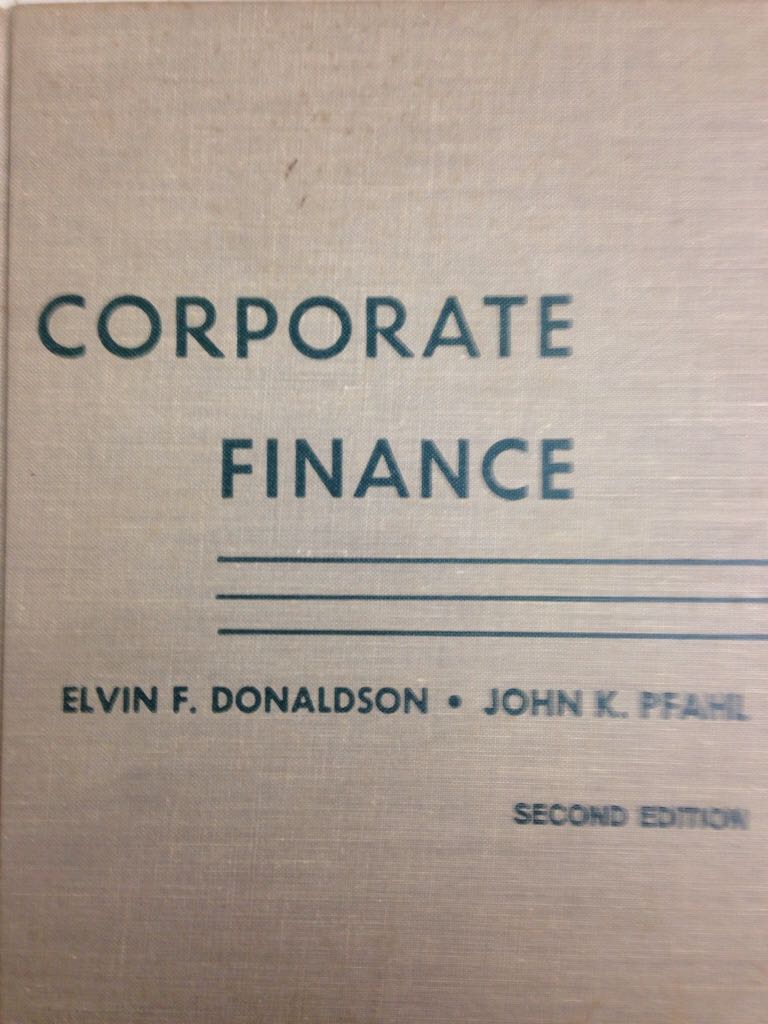 CORPORATE
FINANCE
ELVIN F. DONALDSON • JOHN K. PFAHL
SECOND EDITION